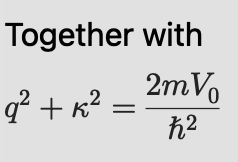 Together with
q² + κ² = 2mV₀ / ħ²